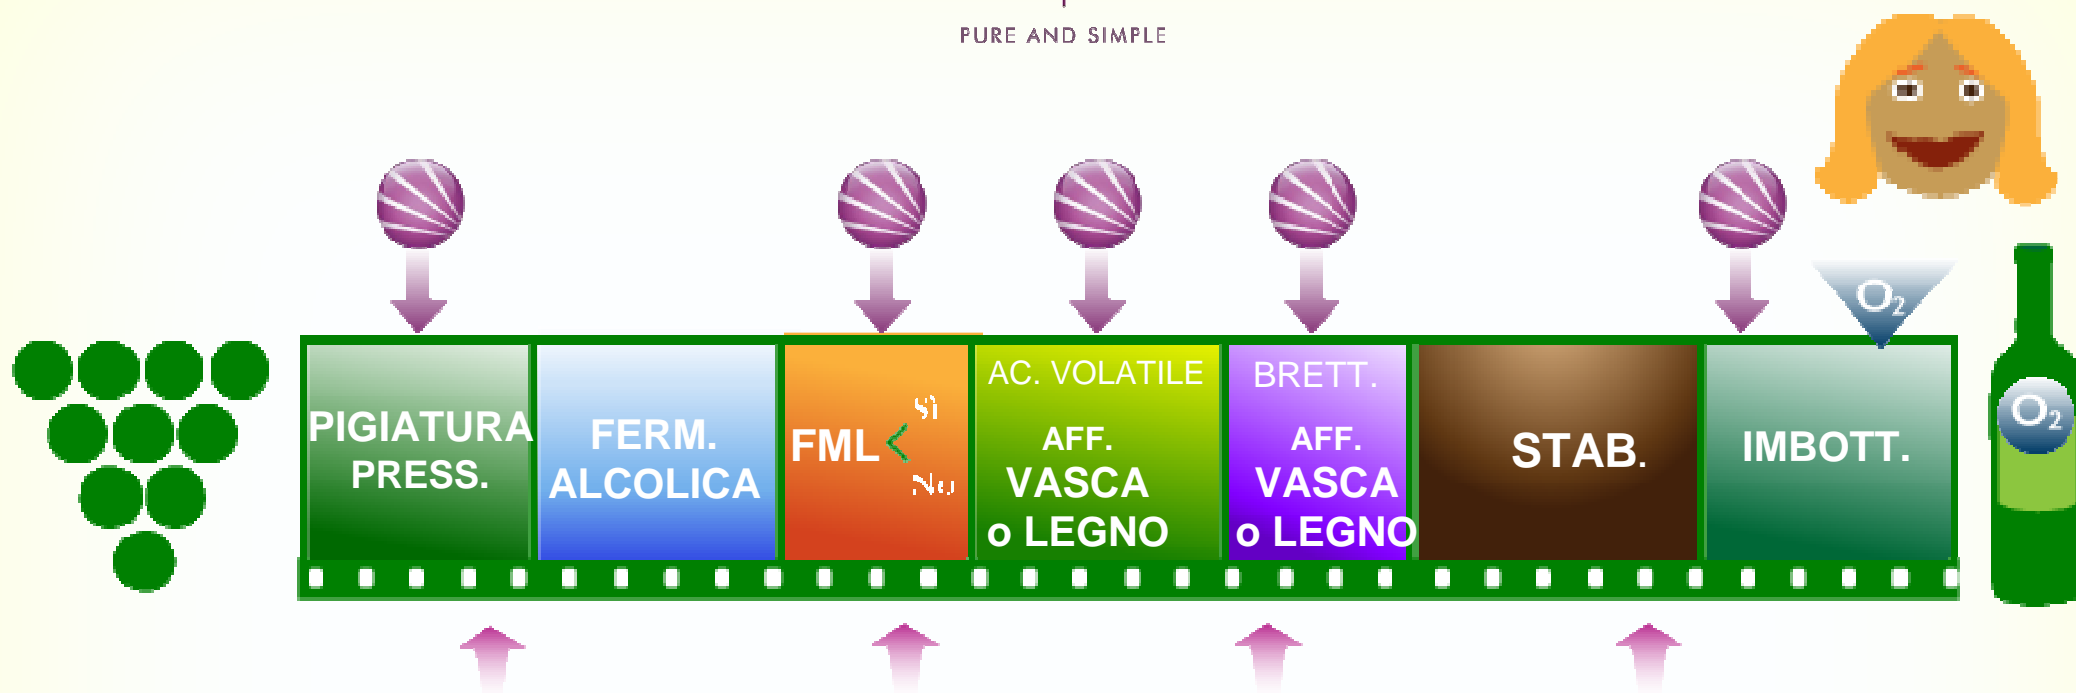 PURE AND SIMPLE
O2
O2
PIGIATURA
PRESS.
FERM.
ALCOLICA
FML <
Sì
No
AC. VOLATILE
AFF.
VASCA
o LEGNO
BRETT.
AFF.
VASCA
o LEGNO
STAB.
IMBOTT.